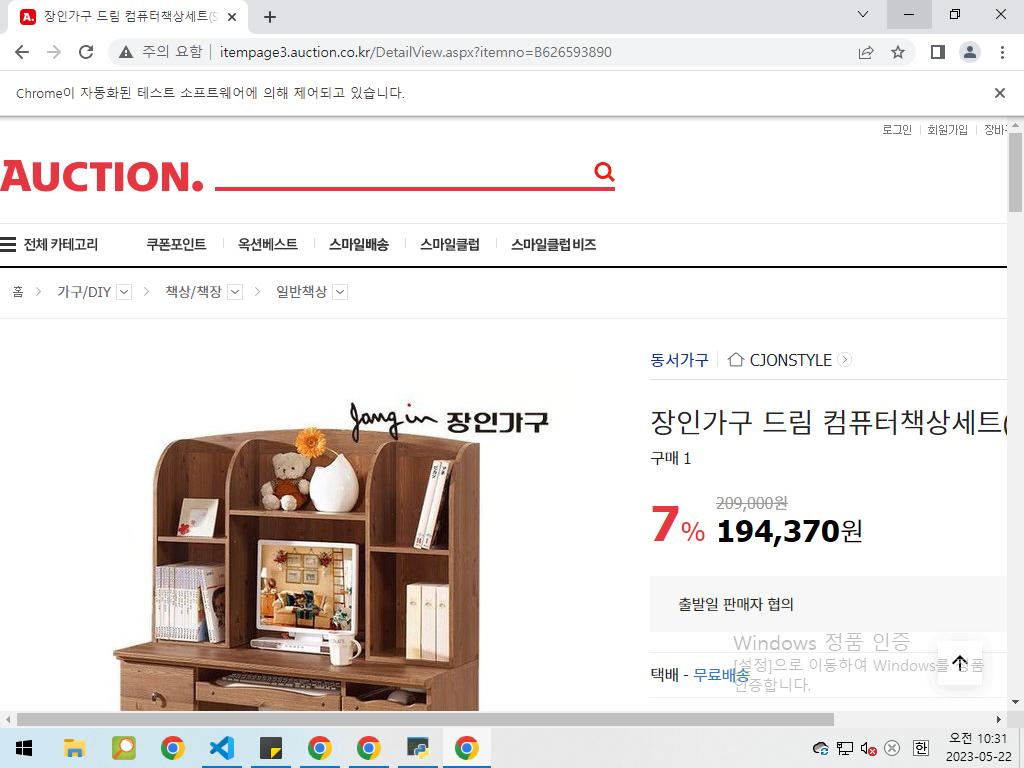 장인가구 드림 컴퓨터책상세트(S
주의 요함
itempage3.auction.co.kr/DetailView.aspx?itemno=B626593890
Chrome이 자동화된 테스트 소프트웨어에 의해 제어되고 있습니다.
로그인 회원가입 장바구
AUCTION.
전체 카테고리 쿠폰포인트 옥션베스트 스마일배송 스마일클럽 스마일클럽 비즈
홈 가구/DIY 책상/책장 일반책상
동서가구 CJONSTYLE
Jangin 장인가구
장인가구 드림 컴퓨터책상세트(
구매 1
209,000원
7% 194,370원
출발일 판매자 협의
Windows 정품 인증
[설정]으로 이동하여 Windows를 정품
인증합니다.
택배 - 무료배송
한
오전 10:31
2023-05-22